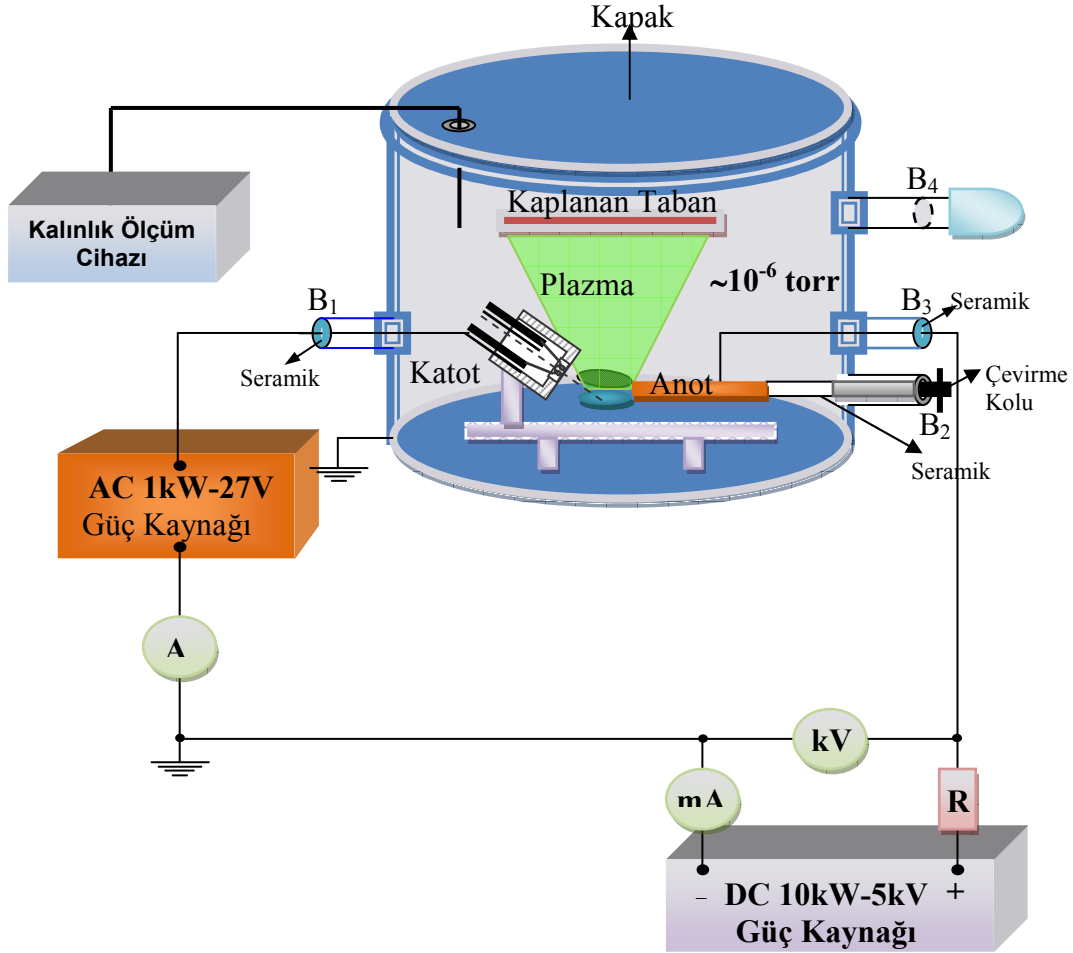 Kapak
Kalınlık Ölçüm
Cihazı
Kaplanan Taban
B4
Plazma
~10-6 torr
B1
B3
Seramik
Seramik
Katot
Anot
Çevirme
Kolu
B2
Seramik
AC 1kW-27V
Güç Kaynağı
A
kV
mA
R
- DC 10kW-5kV +
Güç Kaynağı